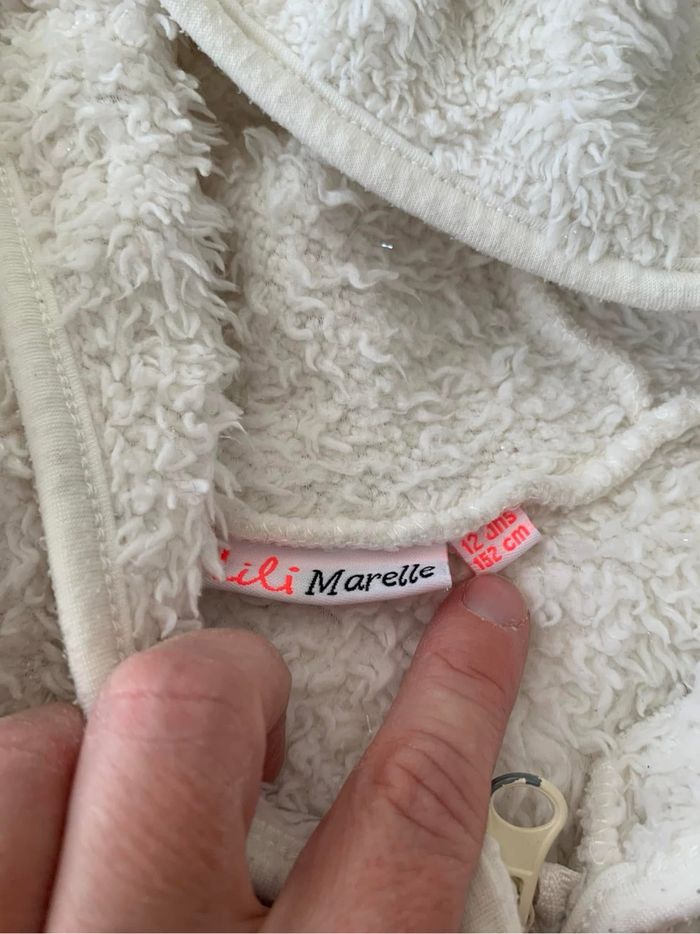 Lili Marelle
12 ans
152 cm